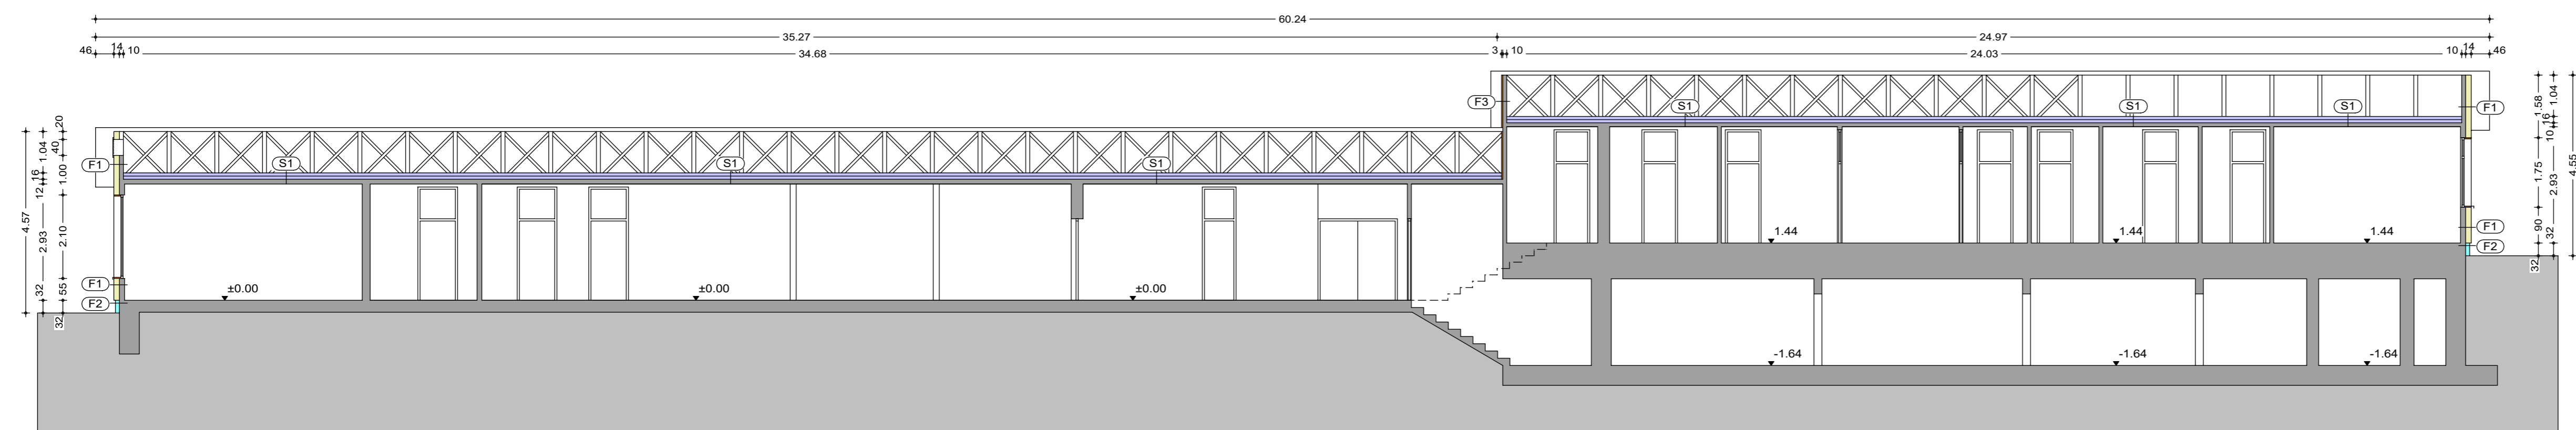 60.24
35.27 24.97
46 14 10 34.68 3 10 24.03 10 14 46
F3 S1 S1 S1 F1
20 1.58 1.04
1.04 40 16 10
F1 S1 S1 S1
16 1.00 12
4.57 2.93 2.10 1.75 2.93 4.55
1.44 1.44 1.44 F1 90 32
F2
F1 ±0.00 ±0.00 ±0.00 32
32 55
F2
32
-1.64 -1.64 -1.64